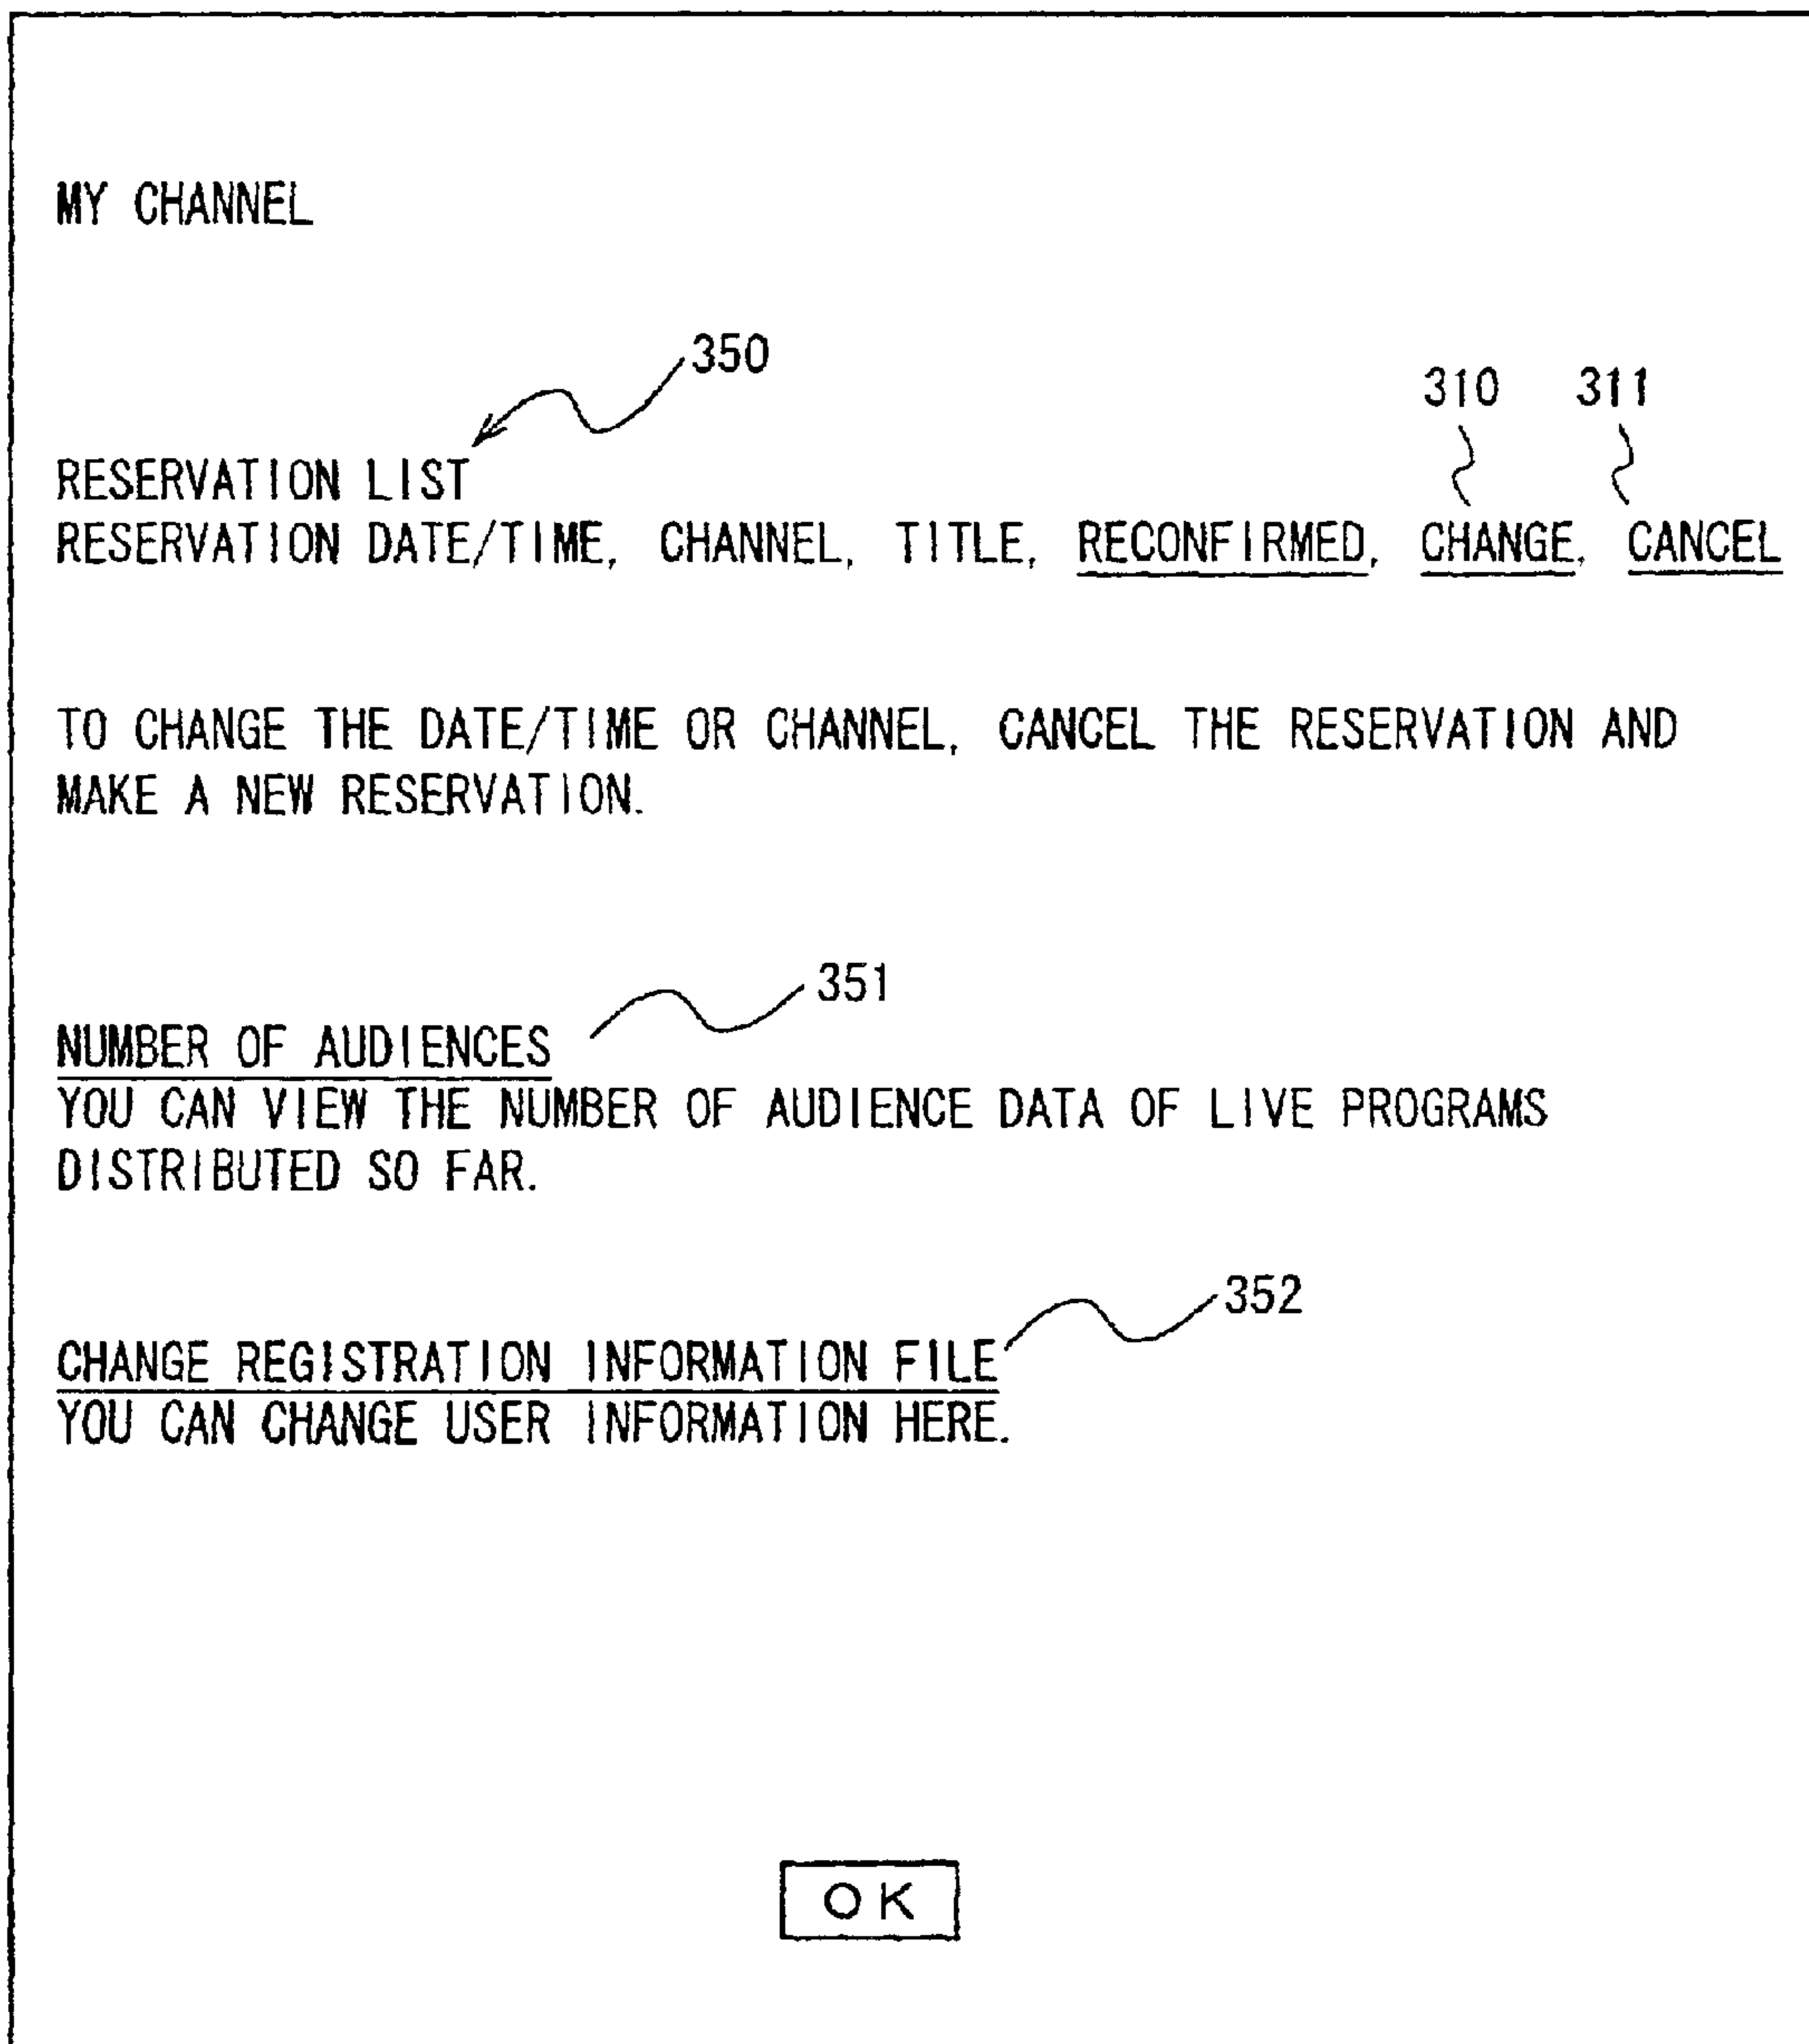 MY CHANNEL
350
310 311
RESERVATION LIST
RESERVATION DATE/TIME, CHANNEL, TITLE, RECONFIRMED, CHANGE, CANCEL
TO CHANGE THE DATE/TIME OR CHANNEL, CANCEL THE RESERVATION AND
MAKE A NEW RESERVATION.
351
NUMBER OF AUDIENCES
YOU CAN VIEW THE NUMBER OF AUDIENCE DATA OF LIVE PROGRAMS
DISTRIBUTED SO FAR.
352
CHANGE REGISTRATION INFORMATION FILE
YOU CAN CHANGE USER INFORMATION HERE.
OK